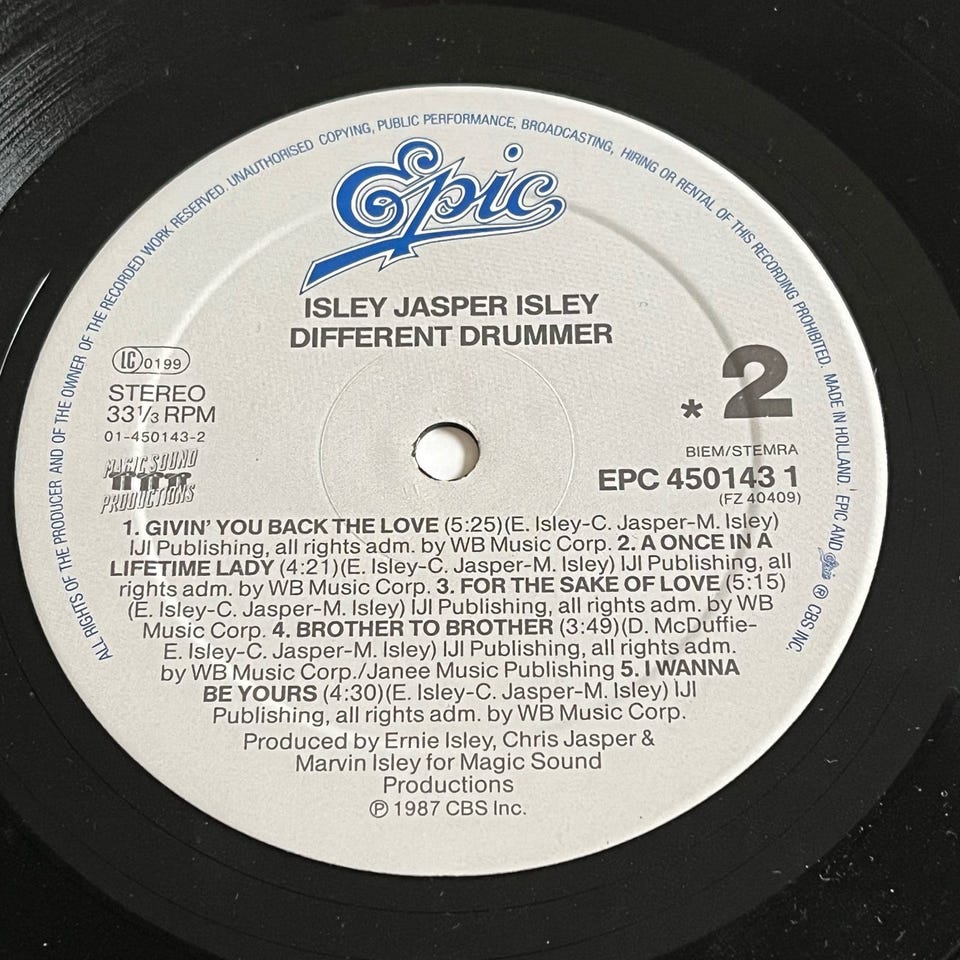 ALL RIGHTS OF THE PRODUCER AND OF THE OWNER OF THE RECORDED WORK RESERVED. UNAUTHORISED COPYING, PUBLIC PERFORMANCE, BROADCASTING, HIRING OR RENTAL OF THIS RECORDING PROHIBITED. MADE IN HOLLAND. EPIC AND Epic ® CBS INC.
Epic
ISLEY JASPER ISLEY
DIFFERENT DRUMMER
LC 0199
STEREO
33⅓ RPM
01-450143-2
MAGIC SOUND
PRODUCTIONS
* 2
BIEM/STEMRA
EPC 450143 1
(FZ 40409)
1. GIVIN' YOU BACK THE LOVE (5:25)(E. Isley-C. Jasper-M. Isley)
IJI Publishing, all rights adm. by WB Music Corp. 2. A ONCE IN A
LIFETIME LADY (4:21)(E. Isley-C. Jasper-M. Isley) IJI Publishing, all
rights adm. by WB Music Corp. 3. FOR THE SAKE OF LOVE (5:15)
(E. Isley-C. Jasper-M. Isley) IJI Publishing, all rights adm. by WB
Music Corp. 4. BROTHER TO BROTHER (3:49)(D. McDuffie-
E. Isley-C. Jasper-M. Isley) IJI Publishing, all rights adm.
by WB Music Corp./Janee Music Publishing 5. I WANNA
BE YOURS (4:30)(E. Isley-C. Jasper-M. Isley) IJI
Publishing, all rights adm. by WB Music Corp.
Produced by Ernie Isley, Chris Jasper &
Marvin Isley for Magic Sound
Productions
℗ 1987 CBS Inc.